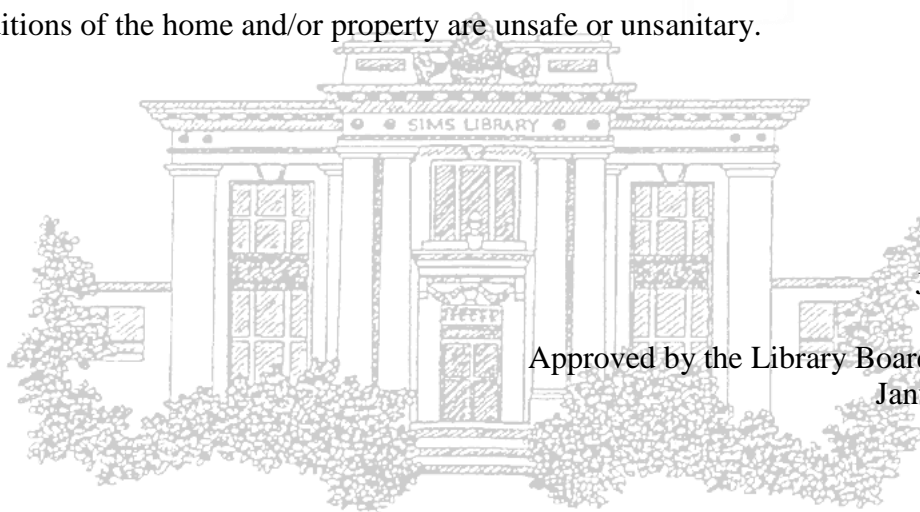 itions of the home and/or property are unsafe or unsanitary.
SIMS LIBRARY
J
Approved by the Library Board
Jan